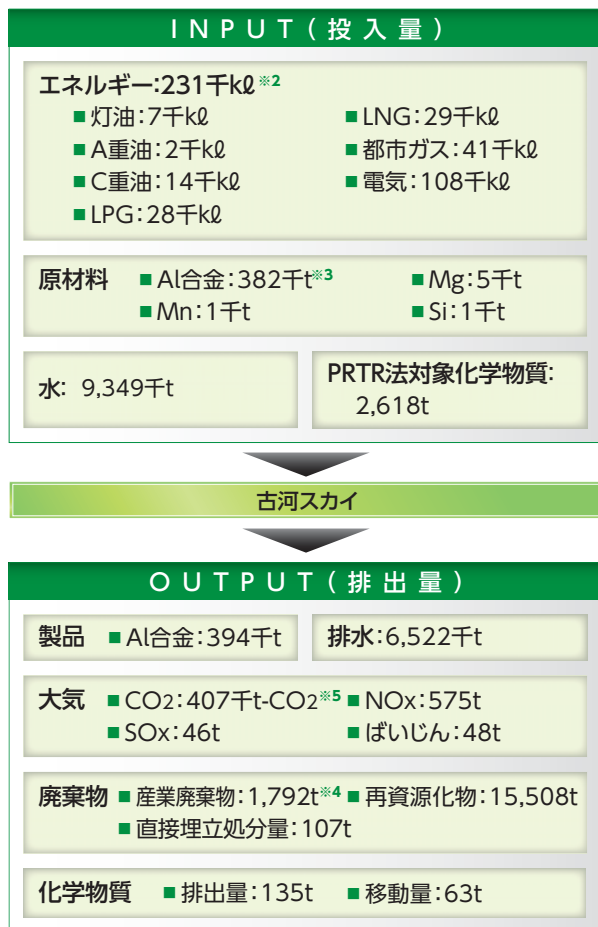 INPUT(投入量)
エネルギー:231千kℓ※2
■灯油:7千kℓ ■LNG:29千kℓ
■A重油:2千kℓ ■都市ガス:41千kℓ
■C重油:14千kℓ ■電気:108千kℓ
■LPG:28千kℓ
原材料 ■Al合金:382千t※3 ■Mg:5千t
■Mn:1千t ■Si:1千t
水: 9,349千t
PRTR法対象化学物質:
2,618t
古河スカイ
OUTPUT(排出量)
製品 ■Al合金:394千t
排水:6,522千t
大気 ■CO2:407千t-CO2※5 ■NOx:575t
■SOx:46t ■ばいじん:48t
廃棄物 ■産業廃棄物:1,792t※4 ■再資源化物:15,508t
■直接埋立処分量:107t
化学物質 ■排出量:135t ■移動量:63t